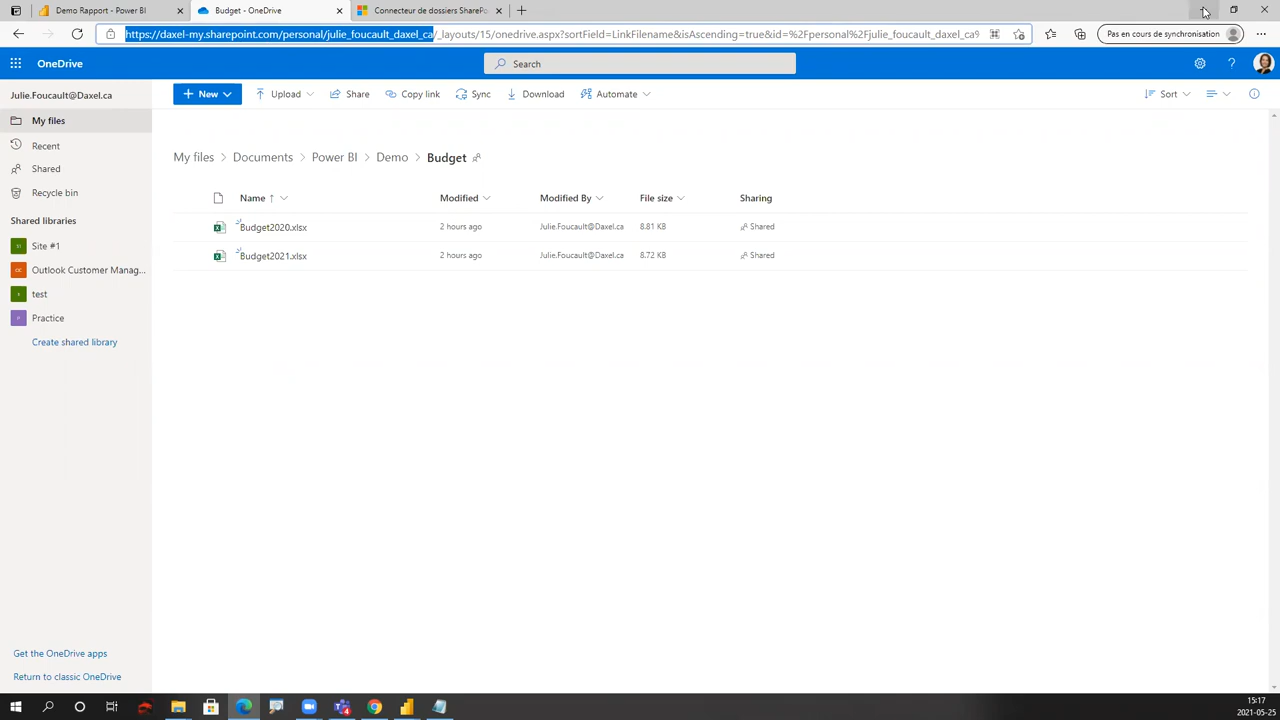 Demo Rapport - Power BI
Budget - OneDrive
Connecteur de dossiers SharePo
https://daxel-my.sharepoint.com/personal/julie_foucault_daxel_ca/_layouts/15/onedrive.aspx?sortField=LinkFilename&isAscending=true&id=%2Fpersonal%2Fjulie_foucault_daxel_ca%
Pas en cours de synchronisation
OneDrive
Search
Julie.Foucault@Daxel.ca
New
Upload
Share
Copy link
Sync
Download
Automate
Sort
My files
Recent
Shared
Recycle bin
Shared libraries
Site #1
Outlook Customer Manag...
test
Practice
Create shared library
My files > Documents > Power BI > Demo > Budget
Name ↑ Modified Modified By File size Sharing
Budget2020.xlsx 2 hours ago Julie.Foucault@Daxel.ca 8.81 KB Shared
Budget2021.xlsx 2 hours ago Julie.Foucault@Daxel.ca 8.72 KB Shared
Get the OneDrive apps
Return to classic OneDrive
15:17
2021-05-25